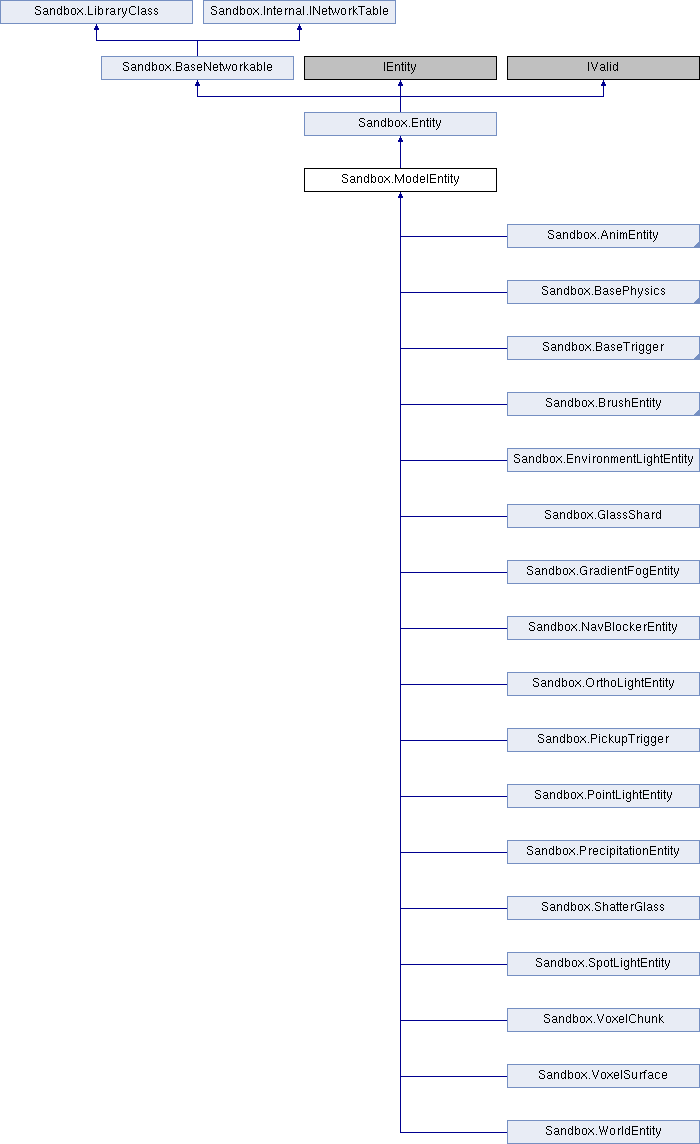 Sandbox.LibraryClass
Sandbox.Internal.INetworkTable
Sandbox.BaseNetworkable
IEntity
IValid
Sandbox.Entity
Sandbox.ModelEntity
Sandbox.AnimEntity
Sandbox.BasePhysics
Sandbox.BaseTrigger
Sandbox.BrushEntity
Sandbox.EnvironmentLightEntity
Sandbox.GlassShard
Sandbox.GradientFogEntity
Sandbox.NavBlockerEntity
Sandbox.OrthoLightEntity
Sandbox.PickupTrigger
Sandbox.PointLightEntity
Sandbox.PrecipitationEntity
Sandbox.ShatterGlass
Sandbox.SpotLightEntity
Sandbox.VoxelChunk
Sandbox.VoxelSurface
Sandbox.WorldEntity